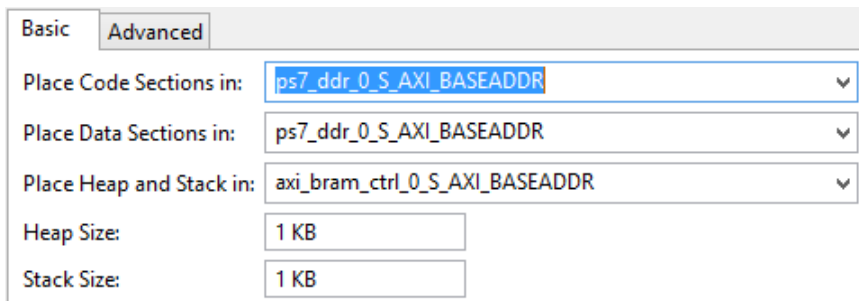 Basic Advanced
Place Code Sections in: ps7_ddr_0_S_AXI_BASEADDR
Place Data Sections in: ps7_ddr_0_S_AXI_BASEADDR
Place Heap and Stack in: axi_bram_ctrl_0_S_AXI_BASEADDR
Heap Size: 1 KB
Stack Size: 1 KB